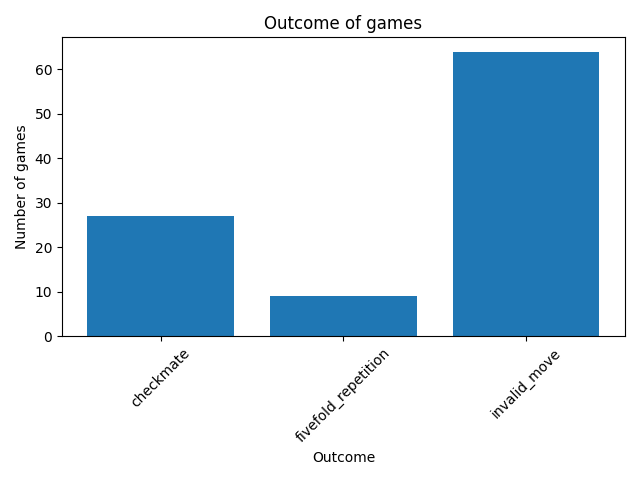 Outcome of games
Number of games
60
50
40
30
20
10
0
checkmate
fivefold_repetition
invalid_move
Outcome